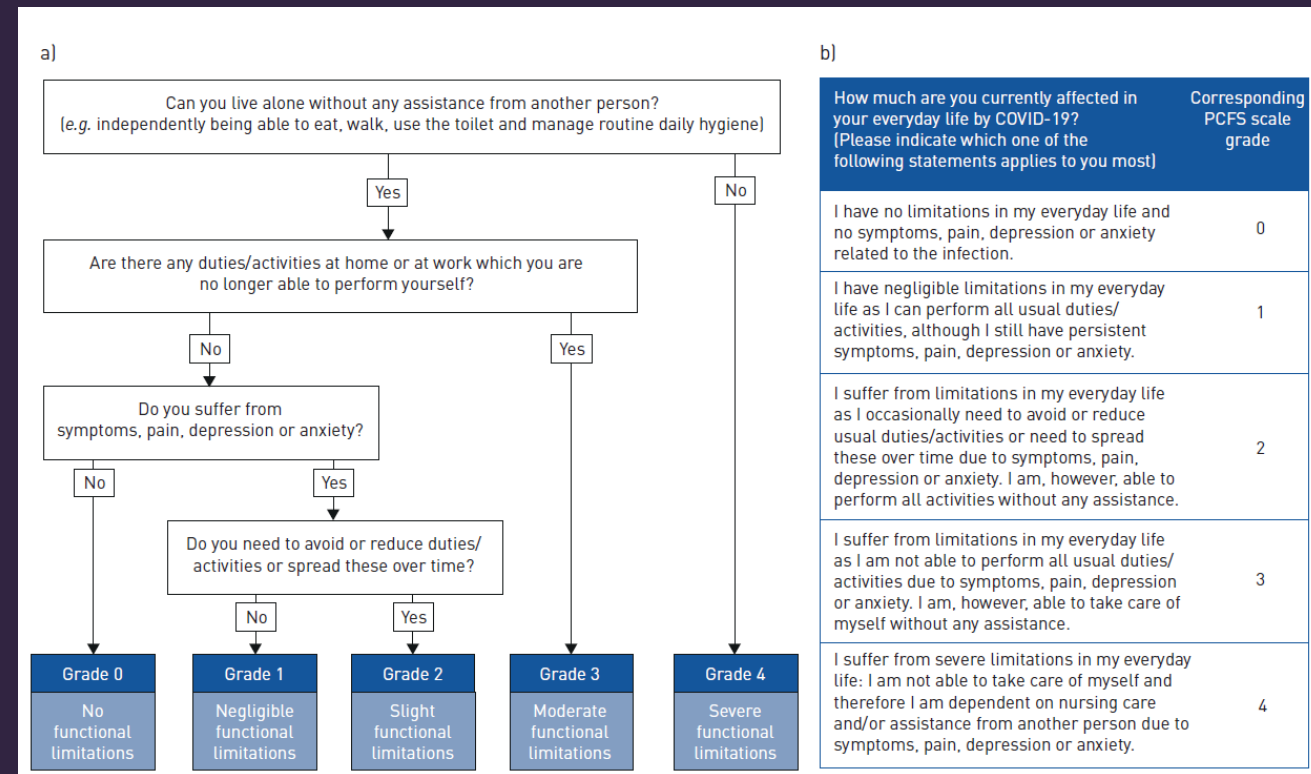 a)
Can you live alone without any assistance from another person?
(e.g. independently being able to eat, walk, use the toilet and manage routine daily hygiene)
Yes
No
Are there any duties/activities at home or at work which you are
no longer able to perform yourself?
No
Yes
Do you suffer from
symptoms, pain, depression or anxiety?
No
Yes
Do you need to avoid or reduce duties/
activities or spread these over time?
No
Yes
Grade 0
No
functional
limitations
Grade 1
Negligible
functional
limitations
Grade 2
Slight
functional
limitations
Grade 3
Moderate
functional
limitations
Grade 4
Severe
functional
limitations
b)
How much are you currently affected in
your everyday life by COVID-19?
(Please indicate which one of the
following statements applies to you most)
Corresponding
PCFS scale
grade
I have no limitations in my everyday life and
no symptoms, pain, depression or anxiety
related to the infection.
0
I have negligible limitations in my everyday
life as I can perform all usual duties/
activities, although I still have persistent
symptoms, pain, depression or anxiety.
1
I suffer from limitations in my everyday life
as I occasionally need to avoid or reduce
usual duties/activities or need to spread
these over time due to symptoms, pain,
depression or anxiety. I am, however, able to
perform all activities without any assistance.
2
I suffer from limitations in my everyday life
as I am not able to perform all usual duties/
activities due to symptoms, pain, depression
or anxiety. I am, however, able to take care of
myself without any assistance.
3
I suffer from severe limitations in my everyday
life: I am not able to take care of myself and
therefore I am dependent on nursing care
and/or assistance from another person due to
symptoms, pain, depression or anxiety.
4